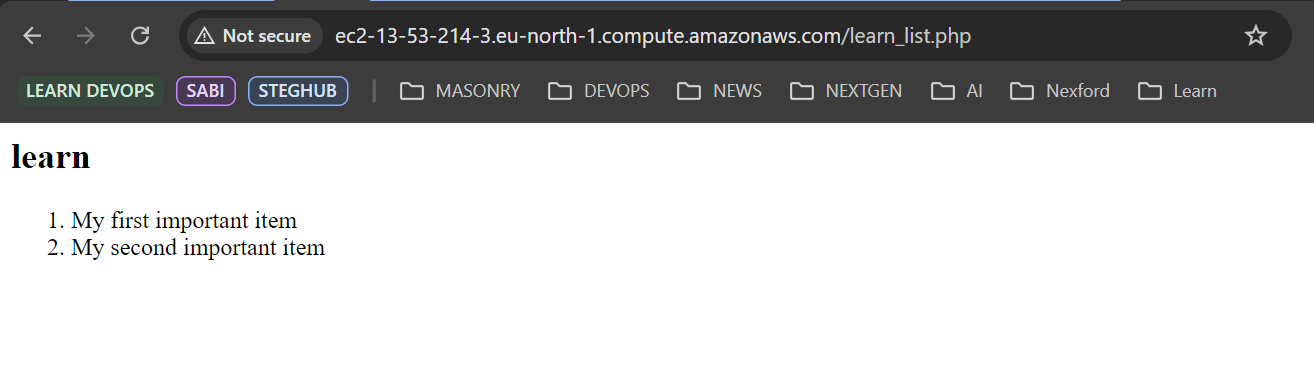 Not secure ec2-13-53-214-3.eu-north-1.compute.amazonaws.com/learn_list.php
LEARN DEVOPS SABI STEGHUB MASONRY DEVOPS NEWS NEXTGEN AI Nexford Learn
learn
1. My first important item
2. My second important item